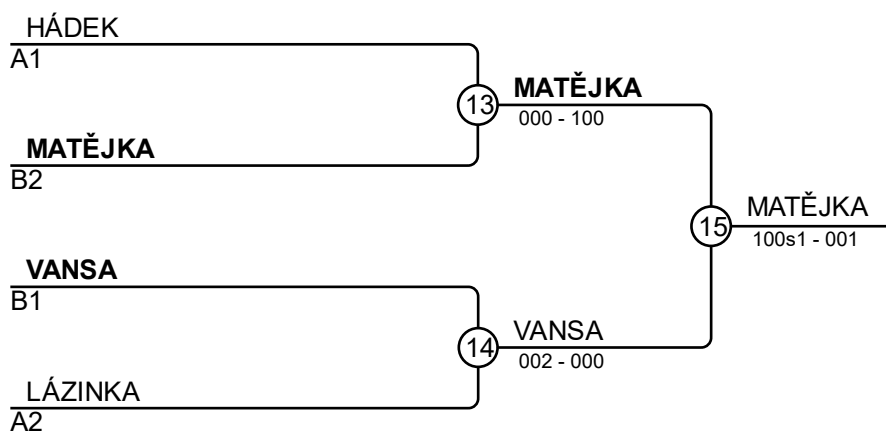 HÁDEK
A1
13
MATĚJKA
000 - 100
MATĚJKA
B2
15
MATĚJKA
100s1 - 001
VANSA
B1
14
VANSA
002 - 000
LÁZINKA
A2